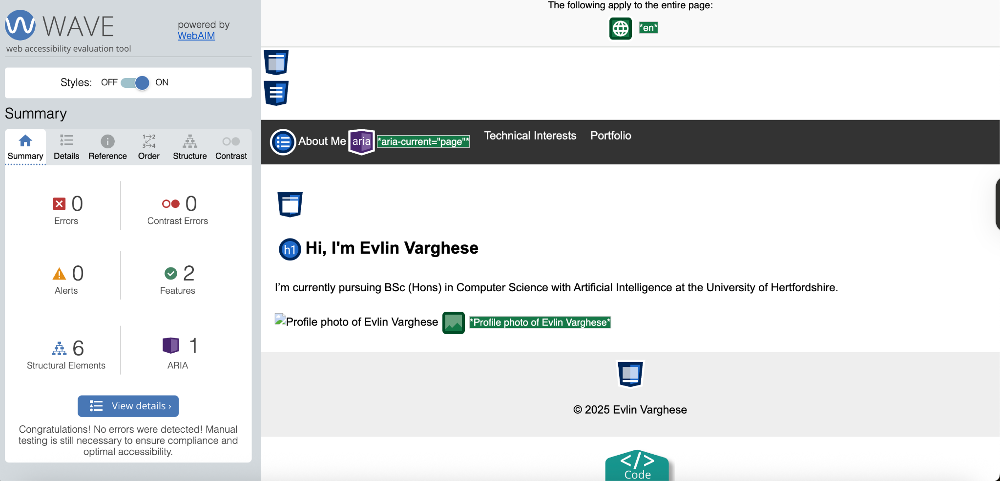 WAVE
powered by
WebAIM
web accessibility evaluation tool
Styles: OFF ON
Summary
1→2
3→4
Summary Details Reference Order Structure Contrast
0 0
Errors Contrast Errors
0 2
Alerts Features
6 1
Structural Elements ARIA
View details ›
Congratulations! No errors were detected! Manual
testing is still necessary to ensure compliance and
optimal accessibility.
The following apply to the entire page:
*en*
About Me aria *aria-current="page"* Technical Interests Portfolio
h1 Hi, I'm Evlin Varghese
I’m currently pursuing BSc (Hons) in Computer Science with Artificial Intelligence at the University of Hertfordshire.
Profile photo of Evlin Varghese *Profile photo of Evlin Varghese*
© 2025 Evlin Varghese
</>
Code